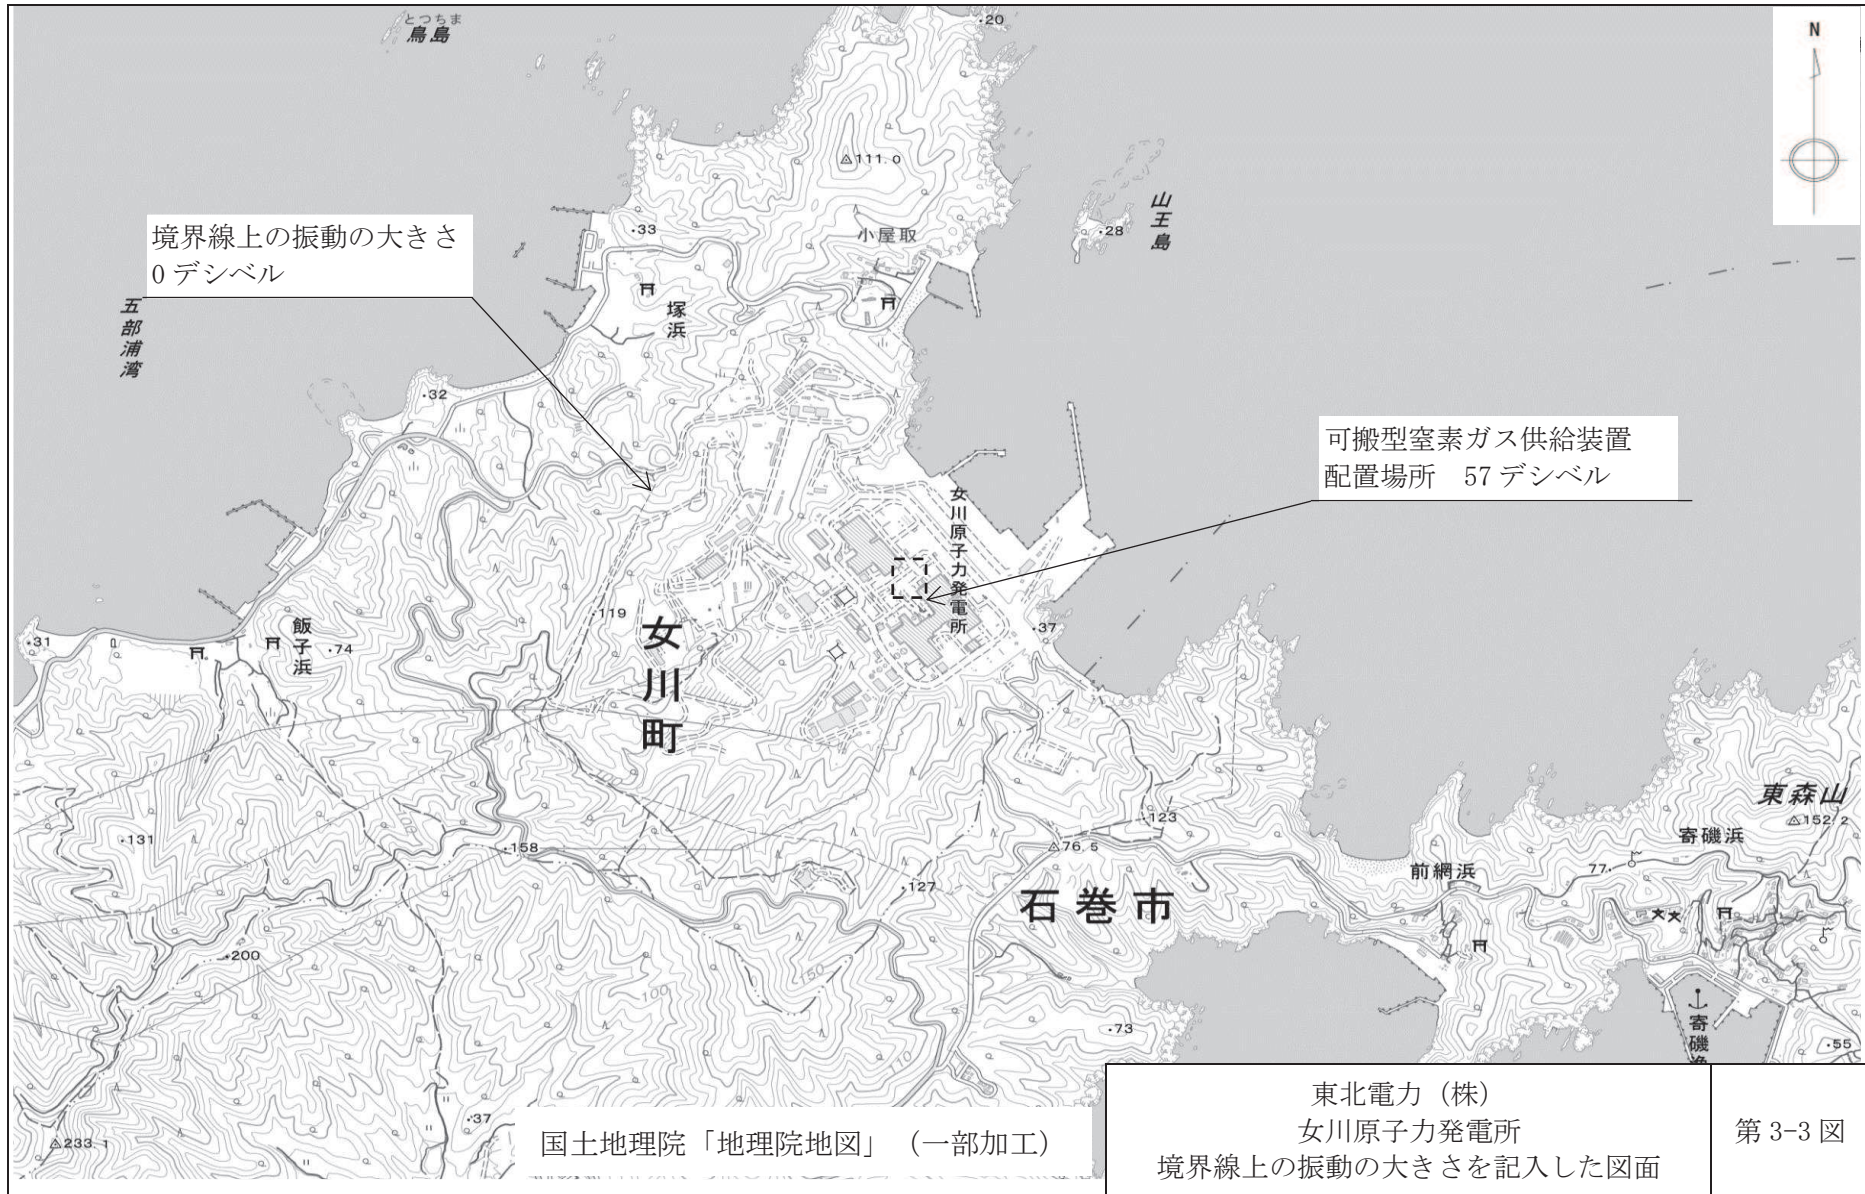 とつちま
鳥島
・20
N
△111.0
山王島
境界線上の振動の大きさ
0 デシベル
・33
小屋取
・28
五部浦湾
塚浜
・32
可搬型窒素ガス供給装置
配置場所　57 デシベル
女川原子力発電所
・119
女川町
飯子浜
・31
・74
・37
100
東森山
△152.2
・123
寄磯浜
・131
100
・158
△76.5
前網浜
77・
・127
石巻市
・200
150
100
・73
寄磯漁
・55
10
△233.1
・37
国土地理院「地理院地図」（一部加工）
東北電力（株）
女川原子力発電所
境界線上の振動の大きさを記入した図面
第 3-3 図